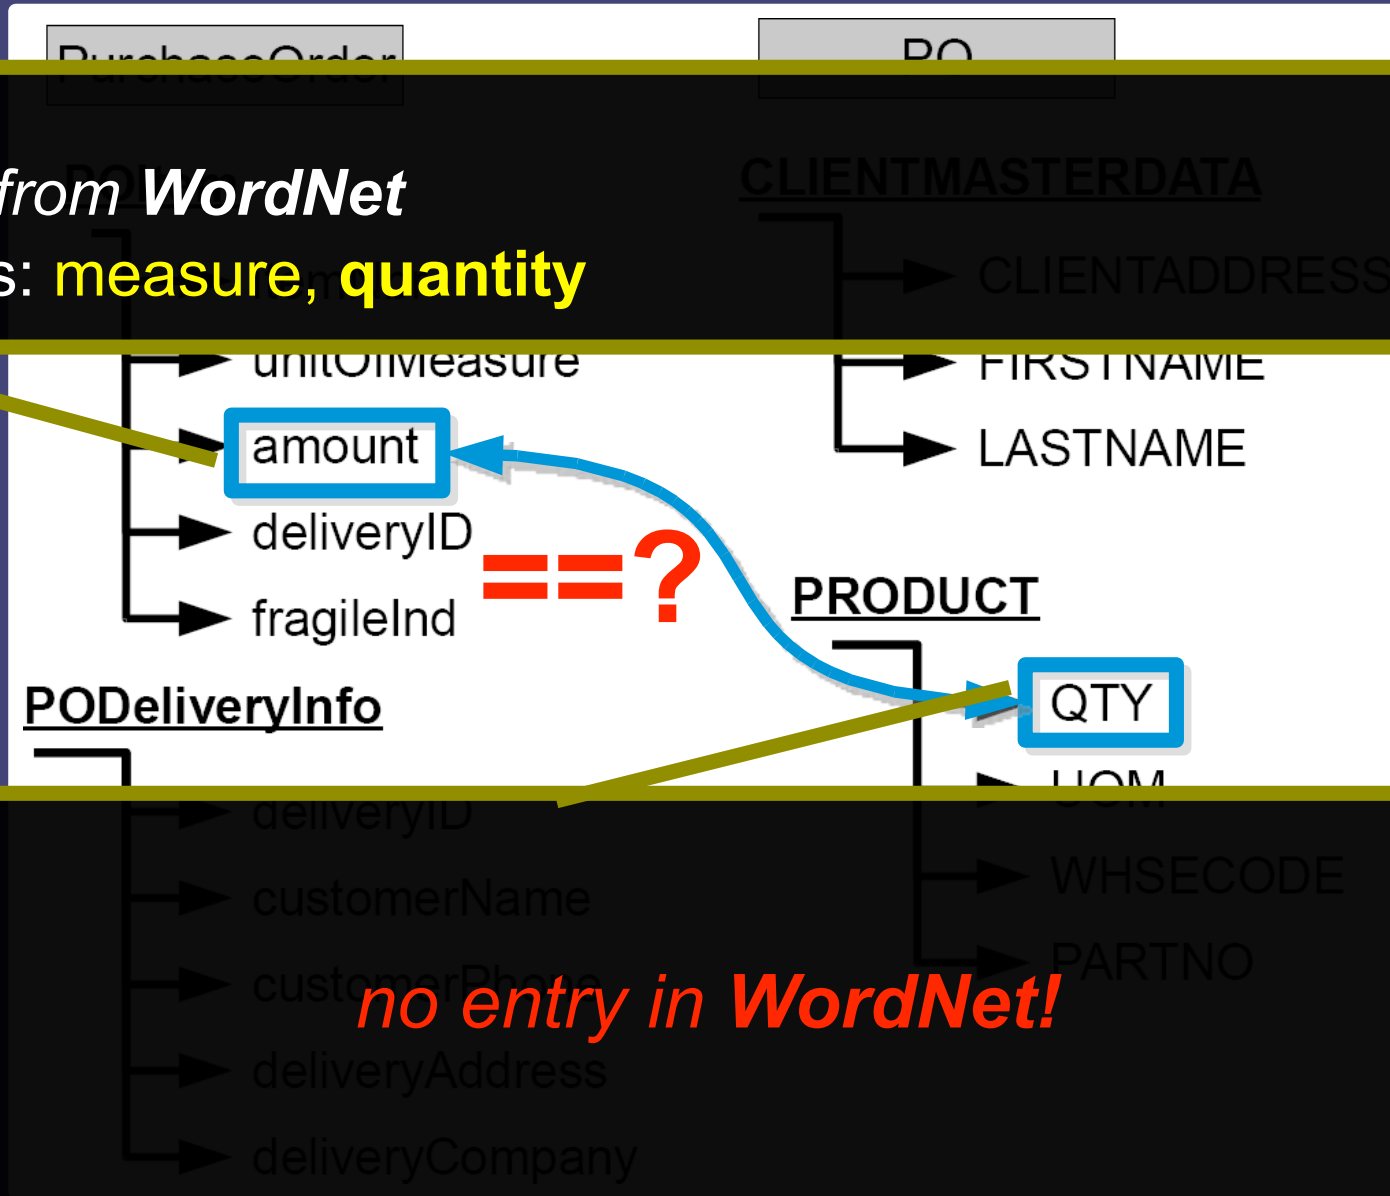 PurchaseOrder
PO
CLIENTMASTERDATA
from WordNet
s: measure, quantity
CLIENTADDRESS
unitOfMeasure
FIRSTNAME
amount
LASTNAME
deliveryID
==?
fragileInd
PRODUCT
PODeliveryInfo
QTY
deliveryID
UOM
customerName
WHSECODE
customerPhone
PARTNO
no entry in WordNet!
deliveryAddress
deliveryCompany